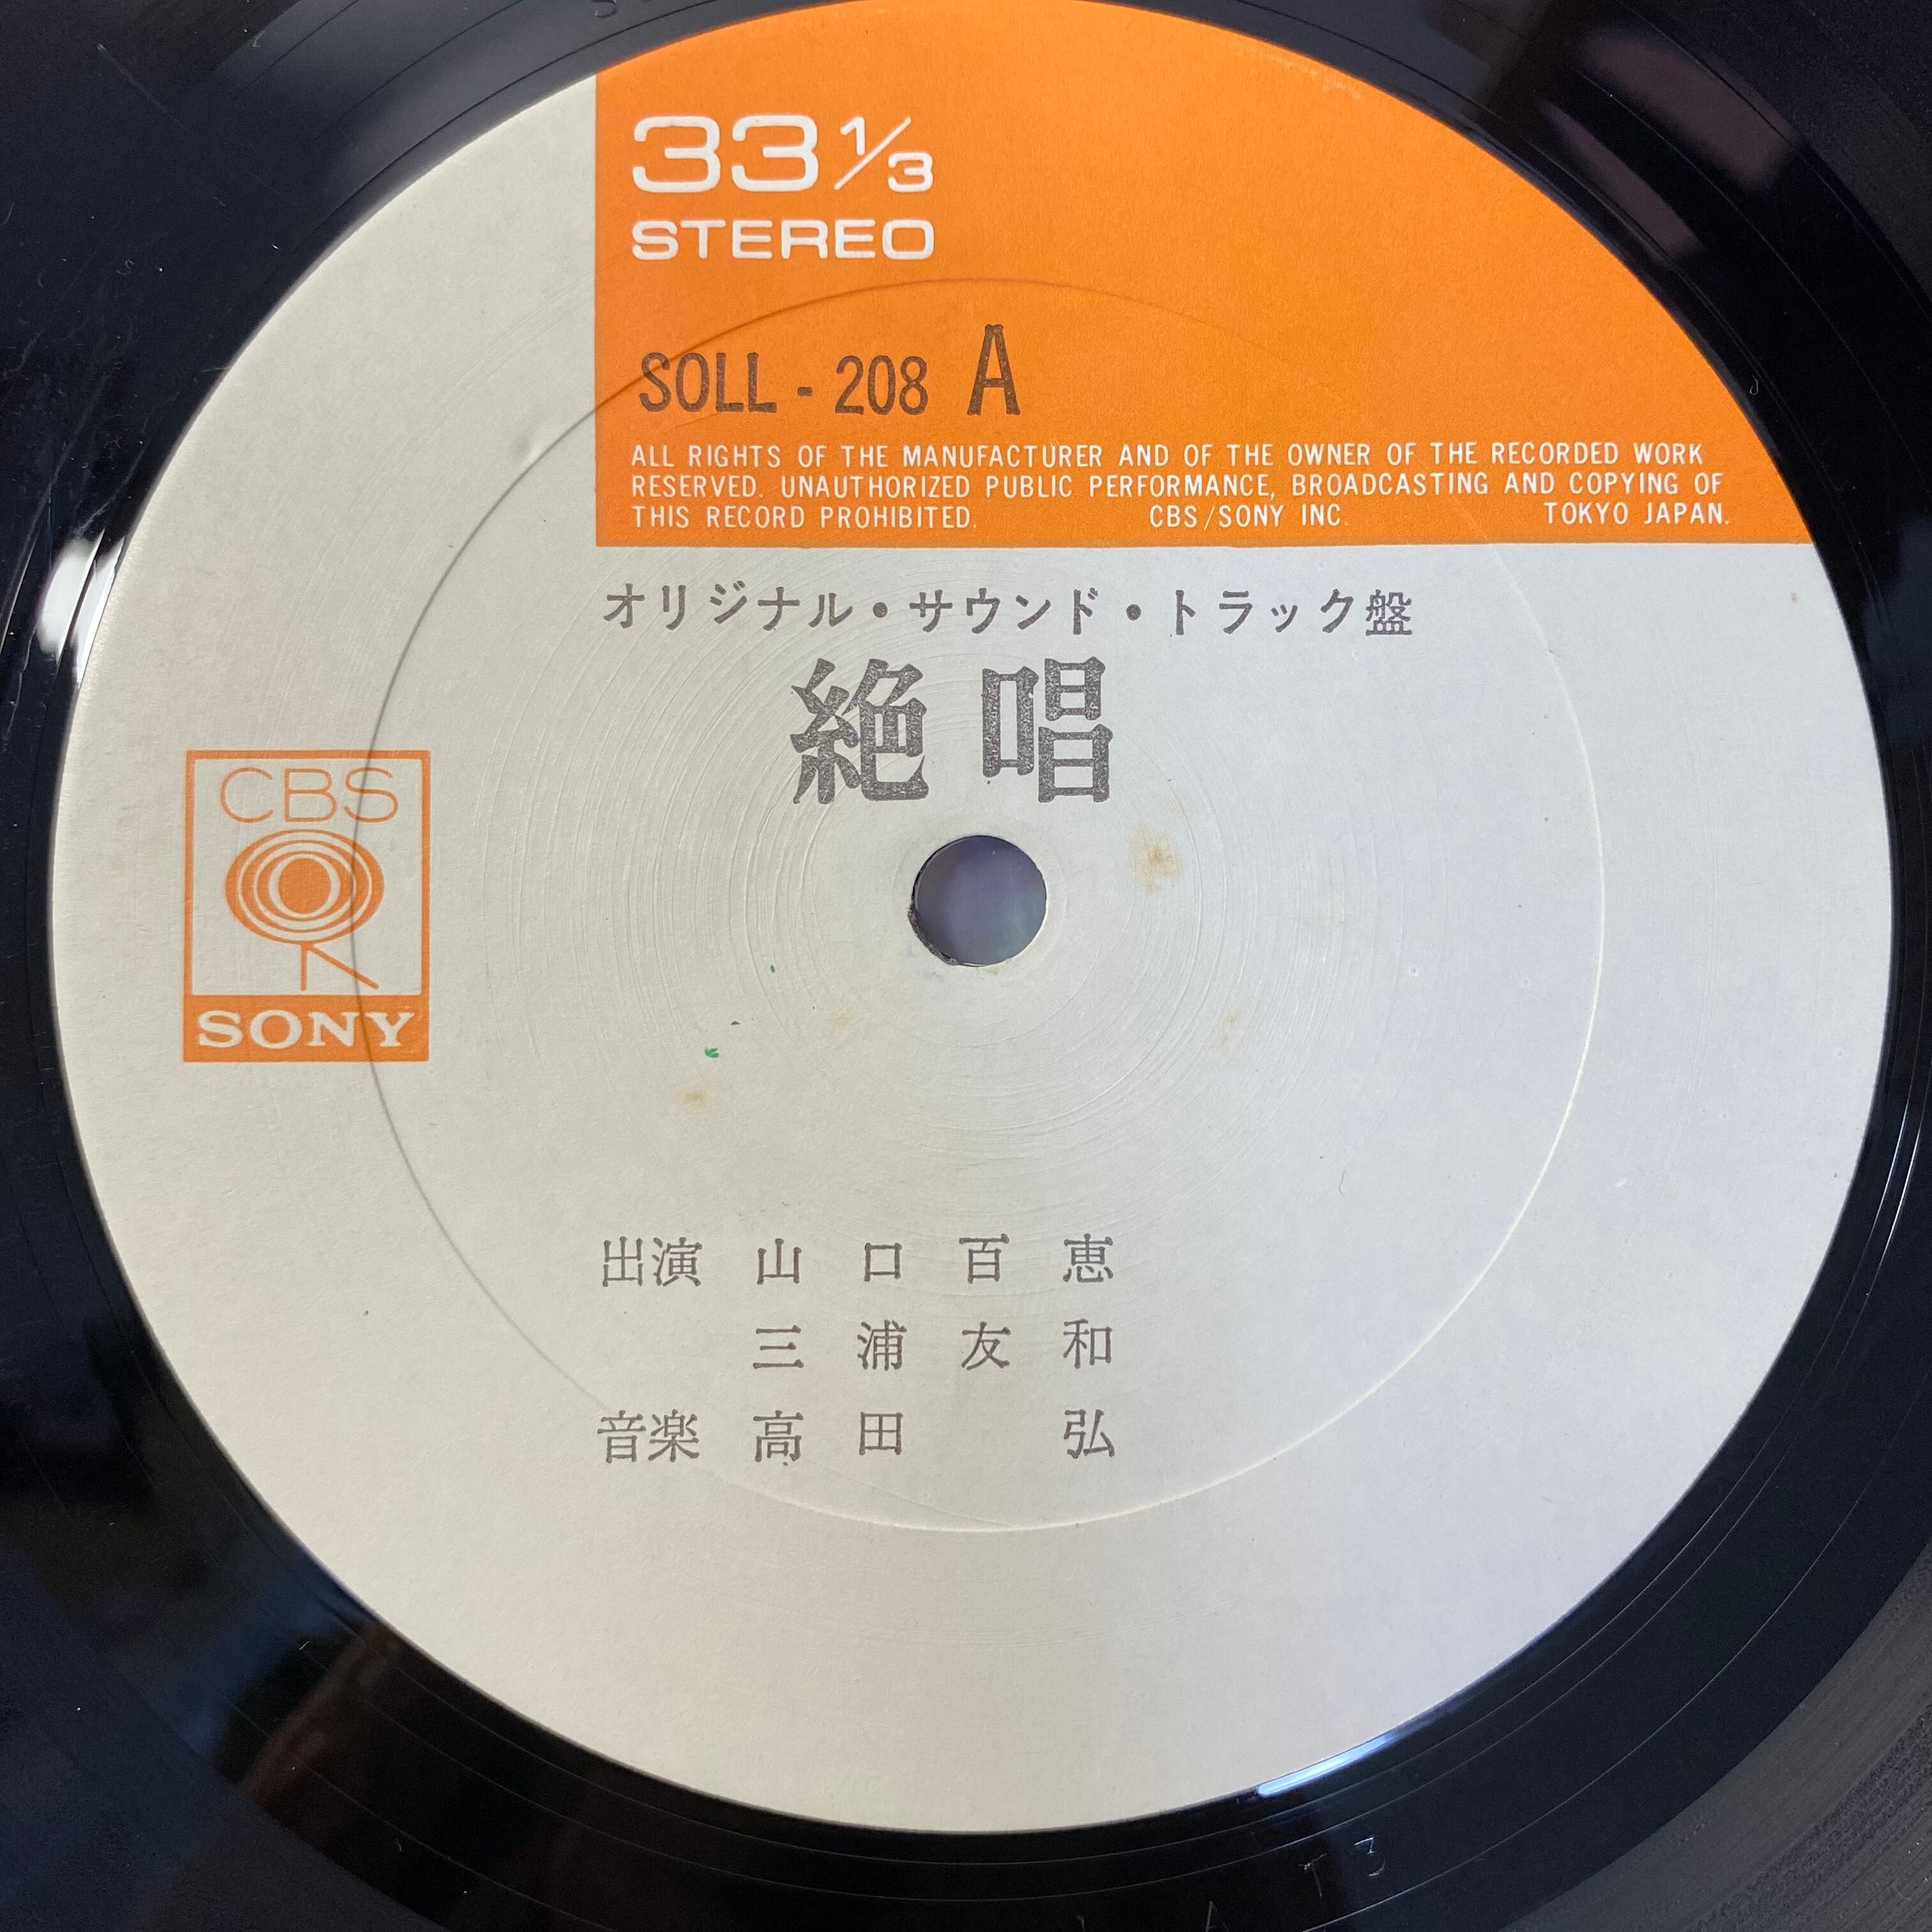 33 1/3
STEREO
SOLL - 208 A
ALL RIGHTS OF THE MANUFACTURER AND OF THE OWNER OF THE RECORDED WORK
RESERVED. UNAUTHORIZED PUBLIC PERFORMANCE, BROADCASTING AND COPYING OF
THIS RECORD PROHIBITED. CBS/SONY INC. TOKYO JAPAN.
オリジナル・サウンド・トラック盤
絶唱
CBS
SONY
出演 山口百恵
三浦友和
音楽 高田 弘